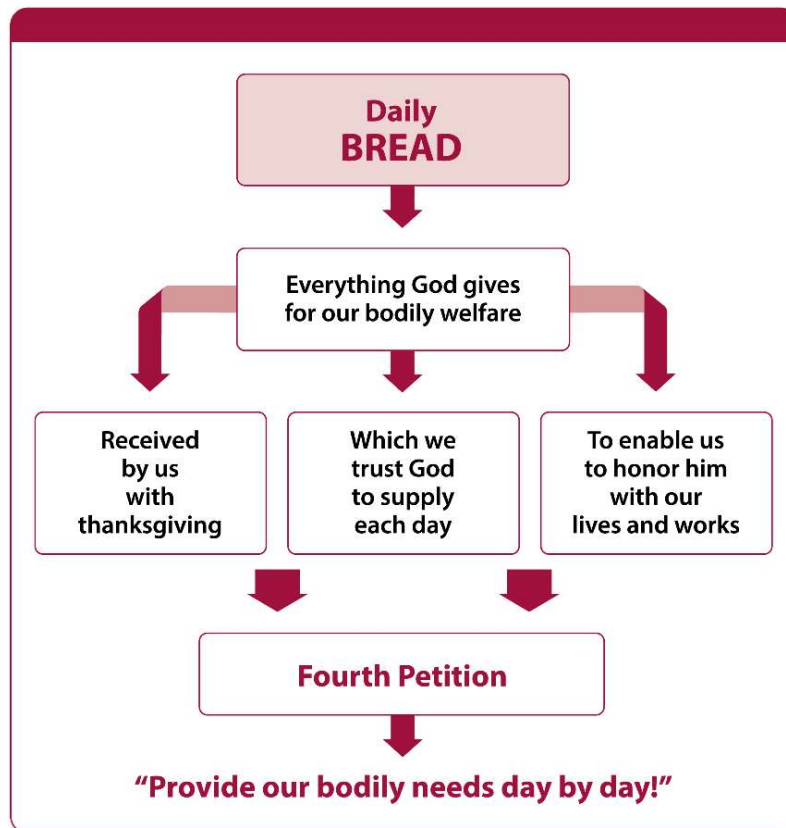 Daily
BREAD
Everything God gives
for our bodily welfare
Received
by us
with
thanksgiving
Which we
trust God
to supply
each day
To enable us
to honor him
with our
lives and works
Fourth Petition
“Provide our bodily needs day by day!”